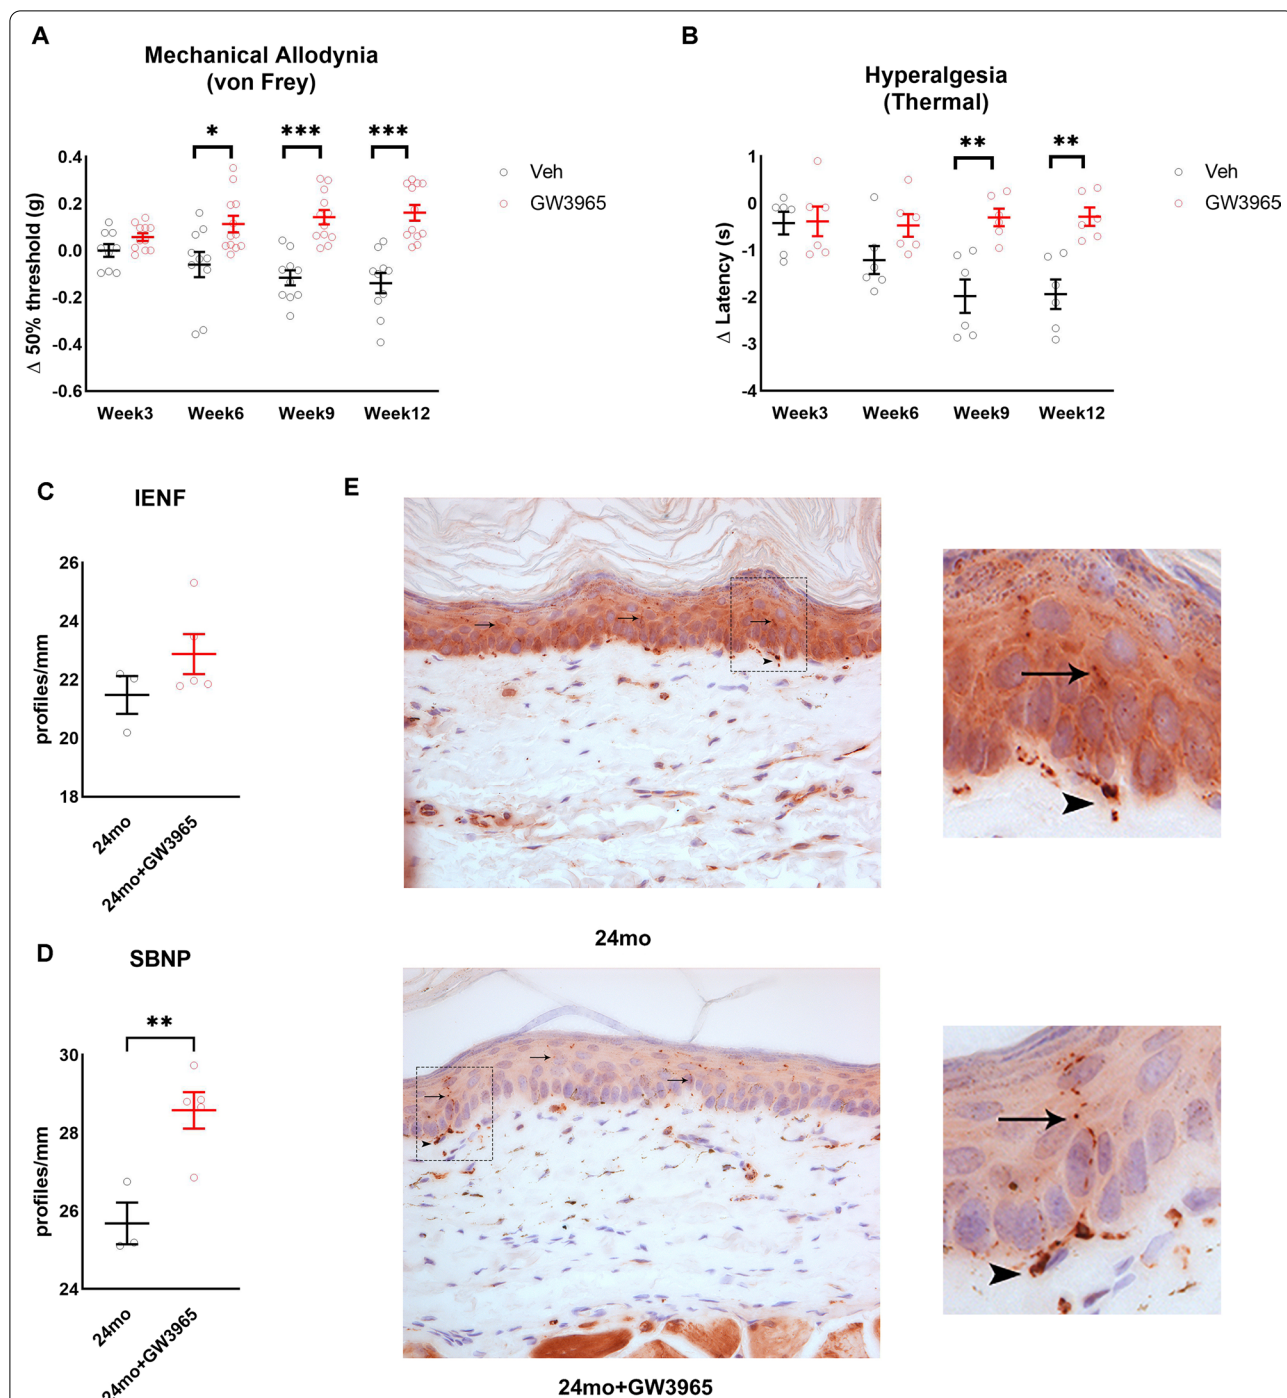 A
Mechanical Allodynia
(von Frey)
* *** ***
Δ 50% threshold (g)
0.4
0.2
0.0
-0.2
-0.4
-0.6
Week3 Week6 Week9 Week12
Veh
GW3965
B
Hyperalgesia
(Thermal)
** **
Δ Latency (s)
1
0
-1
-2
-3
-4
Week3 Week6 Week9 Week12
Veh
GW3965
C
IENF
profiles/mm
26
24
22
20
18
24mo
24mo+GW3965
D
SBNP
**
profiles/mm
30
28
26
24
24mo
24mo+GW3965
E
24mo
24mo+GW3965